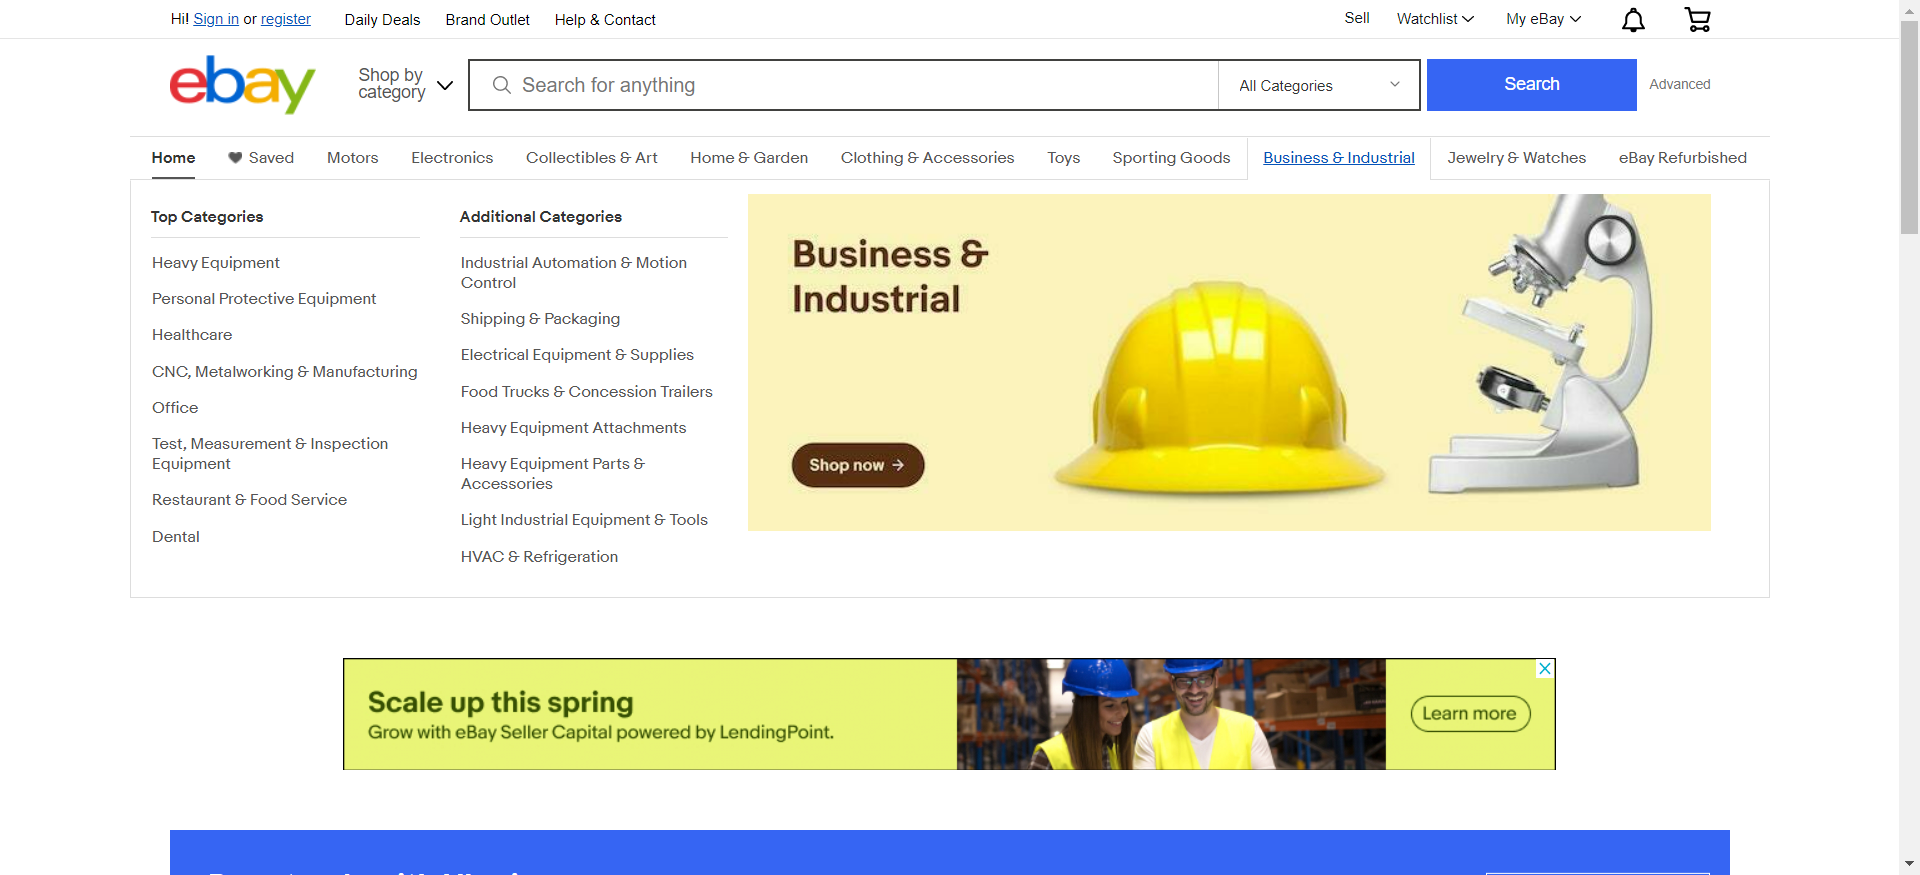 Hi! Sign in or register
Daily Deals
Brand Outlet
Help & Contact
Sell
Watchlist
My eBay
ebay
Shop by
category
Search for anything
All Categories
Search
Advanced
Home
Saved
Motors
Electronics
Collectibles & Art
Home & Garden
Clothing & Accessories
Toys
Sporting Goods
Business & Industrial
Jewelry & Watches
eBay Refurbished
Top Categories
Heavy Equipment
Personal Protective Equipment
Healthcare
CNC, Metalworking & Manufacturing
Office
Test, Measurement & Inspection
Equipment
Restaurant & Food Service
Dental
Additional Categories
Industrial Automation & Motion
Control
Shipping & Packaging
Electrical Equipment & Supplies
Food Trucks & Concession Trailers
Heavy Equipment Attachments
Heavy Equipment Parts &
Accessories
Light Industrial Equipment & Tools
HVAC & Refrigeration
Business &
Industrial
Shop now →
Scale up this spring
Grow with eBay Seller Capital powered by LendingPoint.
Learn more